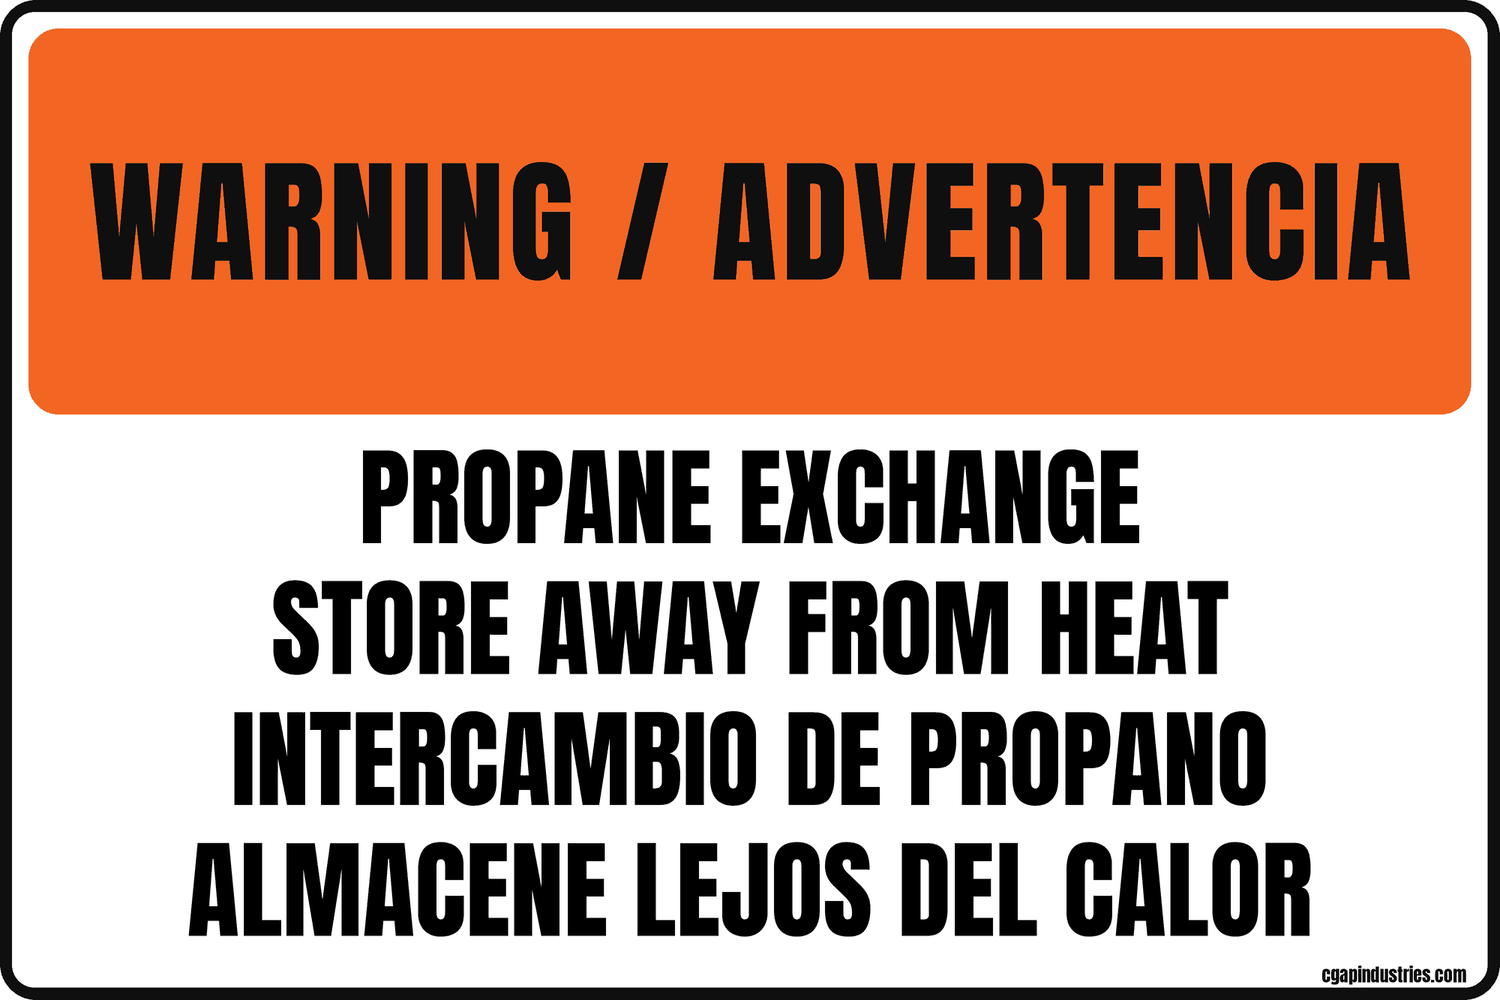 WARNING / ADVERTENCIA
PROPANE EXCHANGE
STORE AWAY FROM HEAT
INTERCAMBIO DE PROPANO
ALMACENE LEJOS DEL CALOR
cgapindustries.com